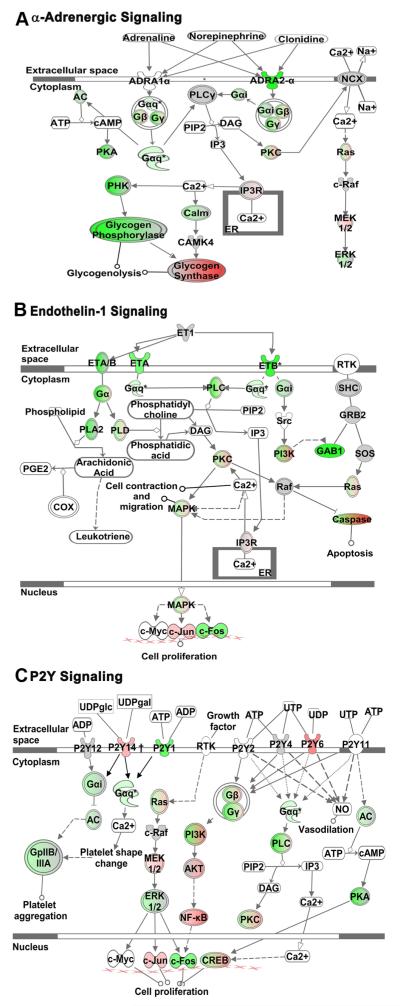 A α-Adrenergic Signaling
Adrenaline
Norepinephrine
Clonidine
Ca2+
Na+
Extracellular space
Cytoplasm
ADRA1α
ADRA2-α
NCX
AC
Gαq*
Gβ
Gγ
PLCγ
Gαi
Gαi
Gβ
Gγ
Na+
Ca2+
ATP
cAMP
PIP2
DAG
PKA
Gαq*
IP3
PKC
Ras
PHK
Ca2+
IP3R
c-Raf
Ca2+
ER
Calm
MEK
1/2
Glycogen
Phosphorylase
CAMK4
ERK
1/2
Glycogenolysis
Glycogen
Synthase
B Endothelin-1 Signaling
ET1
Extracellular
space
ETA/B
ETA
ETB*
RTK
Cytoplasm
Gα
Gαq*
PLC
Gαq*
Gαi
SHC
Phospholipid
Phosphatidyl
choline
PIP2
Src
GRB2
PLA2
PLD
DAG
IP3
Phosphatidic
acid
PI3K
GAB1
SOS
PGE2
Arachidonic
Acid
PKC
Cell contraction
and
migration
Ca2+
Raf
Ras
COX
MAPK
Caspase
Leukotriene
IP3R
Ca2+
ER
Apoptosis
Nucleus
MAPK
c-Myc
c-Jun
c-Fos
Cell proliferation
C P2Y Signaling
UDPglc
UDPgal
ADP
ATP
ADP
Growth
factor
ATP
UTP
UDP
UTP
ATP
Extracellular
space
P2Y12
P2Y14 ↑
P2Y1
RTK
P2Y2
P2Y4
P2Y6
P2Y11
Cytoplasm
Gαi
Gαq*
Ras
Gβ
Gγ
Gαq*
NO
Vasodilation
AC
AC
Ca2+
c-Raf
PI3K
PLC
GpIIB/
IIIA
Platelet shape
change
MEK
1/2
AKT
PIP2
IP3
ATP
cAMP
DAG
ERK
1/2
PKA
Platelet
aggregation
NF-κB
PKC
Ca2+
Nucleus
c-Myc
c-Jun
c-Fos
CREB
Ca2+
Cell proliferation